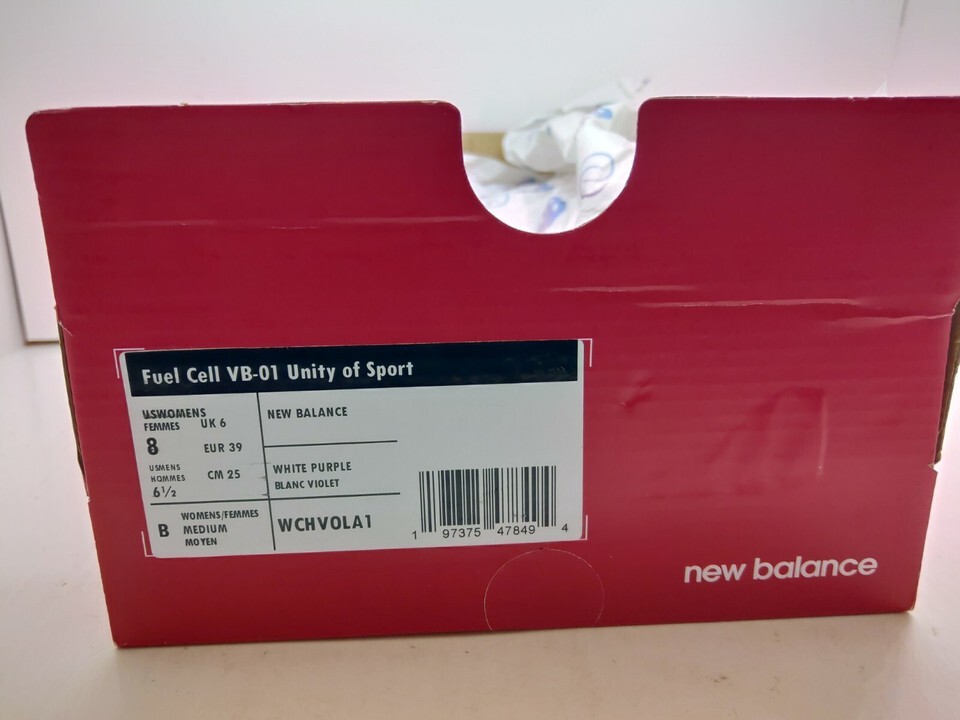 Fuel Cell VB-01 Unity of Sport
USWOMENS
FEMMES
8
UK 6
EUR 39
USMENS
HOMMES
6½
CM 25
NEW BALANCE
WHITE PURPLE
BLANC VIOLET
B
WOMENS/FEMMES
MEDIUM
MOYEN
WCHVOLA1
1 97375 47849 4
new balance